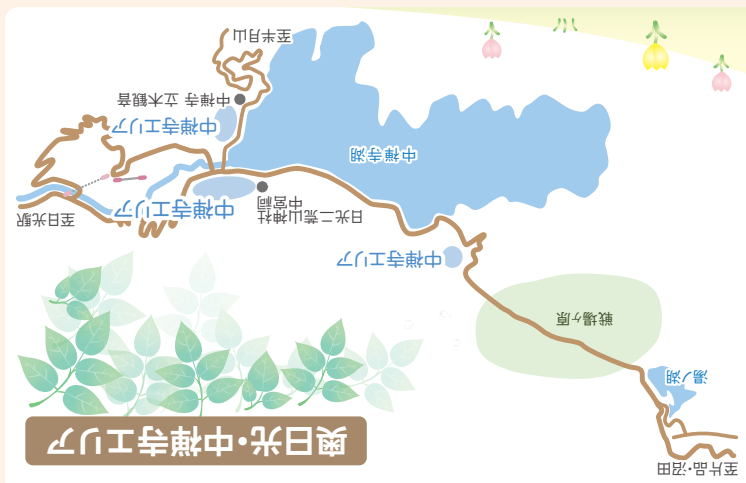 奥日光・中禅寺エリア
至片品・沼田
湯ノ湖
戦場ヶ原
中禅寺エリア
至日光駅
日光二荒山神社
中宮祠
中禅寺エリア
中禅寺湖
中禅寺エリア
中禅寺 立木観音
至半月山